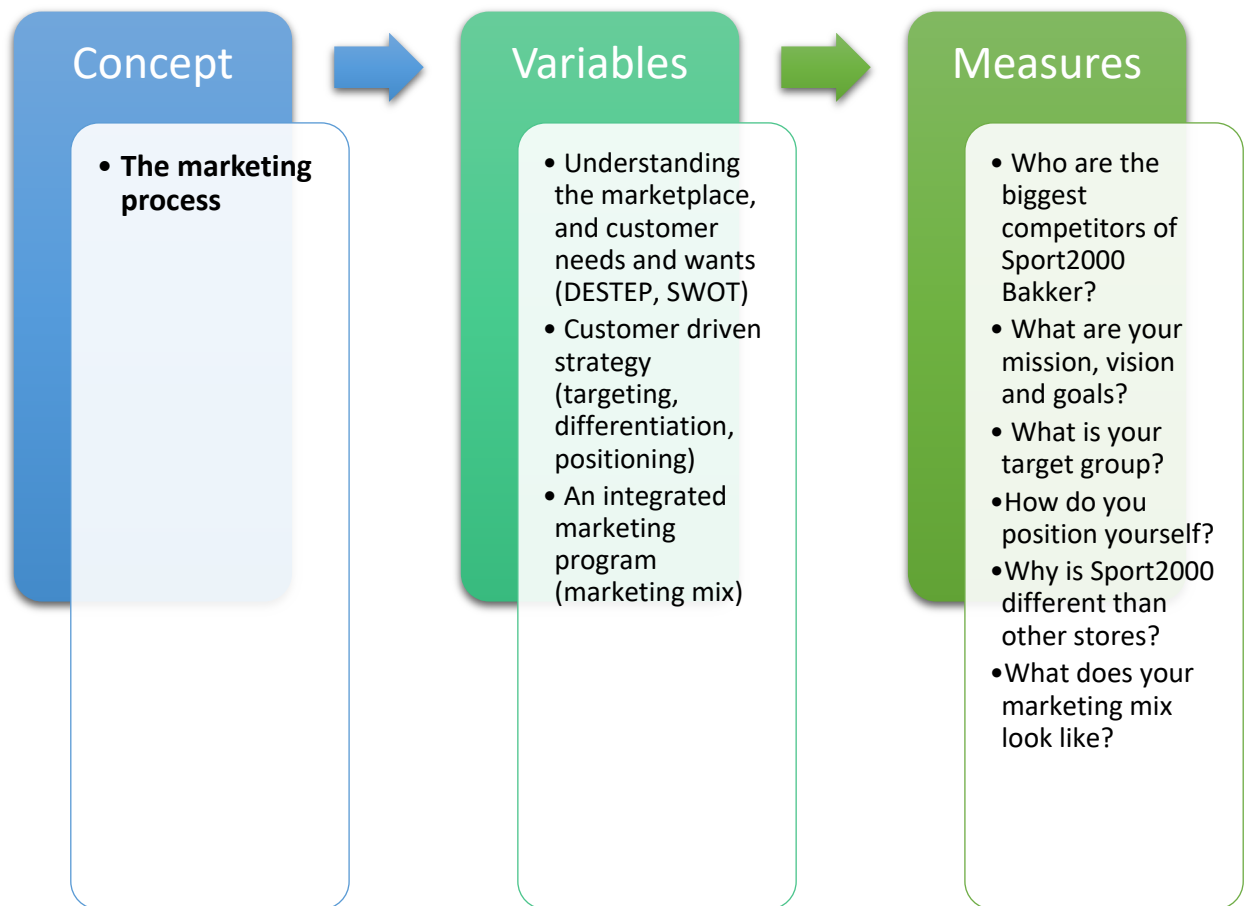 Concept
• The marketing
process
Variables
• Understanding
the marketplace,
and customer
needs and wants
(DESTEP, SWOT)
• Customer driven
strategy
(targeting,
differentiation,
positioning)
• An integrated
marketing
program
(marketing mix)
Measures
• Who are the
biggest
competitors of
Sport2000
Bakker?
• What are your
mission, vision
and goals?
• What is your
target group?
•How do you
position yourself?
•Why is Sport2000
different than
other stores?
•What does your
marketing mix
look like?